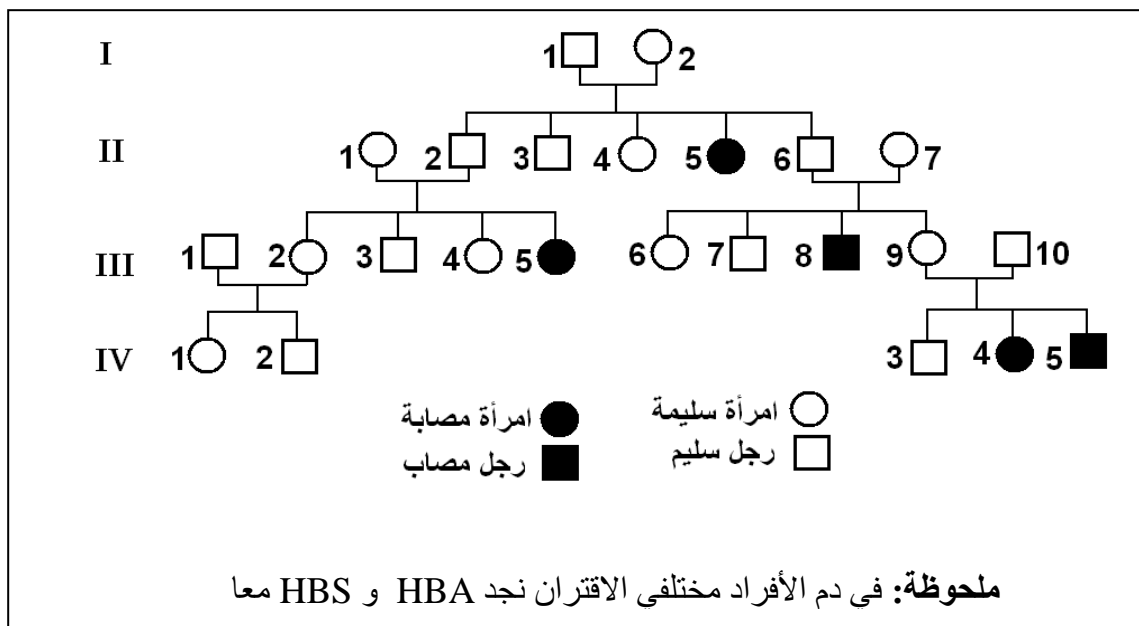 I 1 2
II 1 2 3 4 5 6 7
III 1 2 3 4 5 6 7 8 9 10
IV 1 2 3 4 5
امرأة سليمة امرأة مصابة
رجل سليم رجل مصاب
ملحوظة: في دم الأفراد مختلفي الاقتران نجد HBA و HBS معا